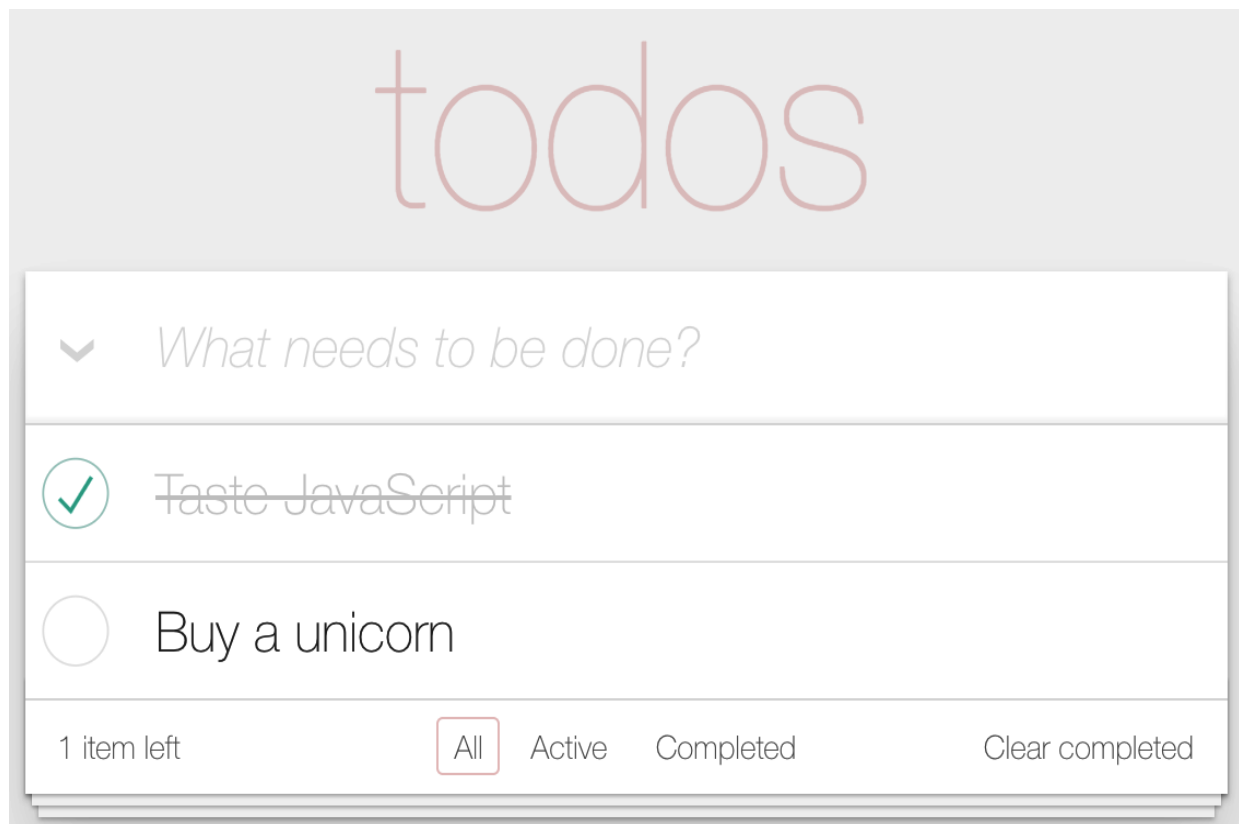 todos
What needs to be done?
Taste JavaScript
Buy a unicorn
1 item left All Active Completed Clear completed